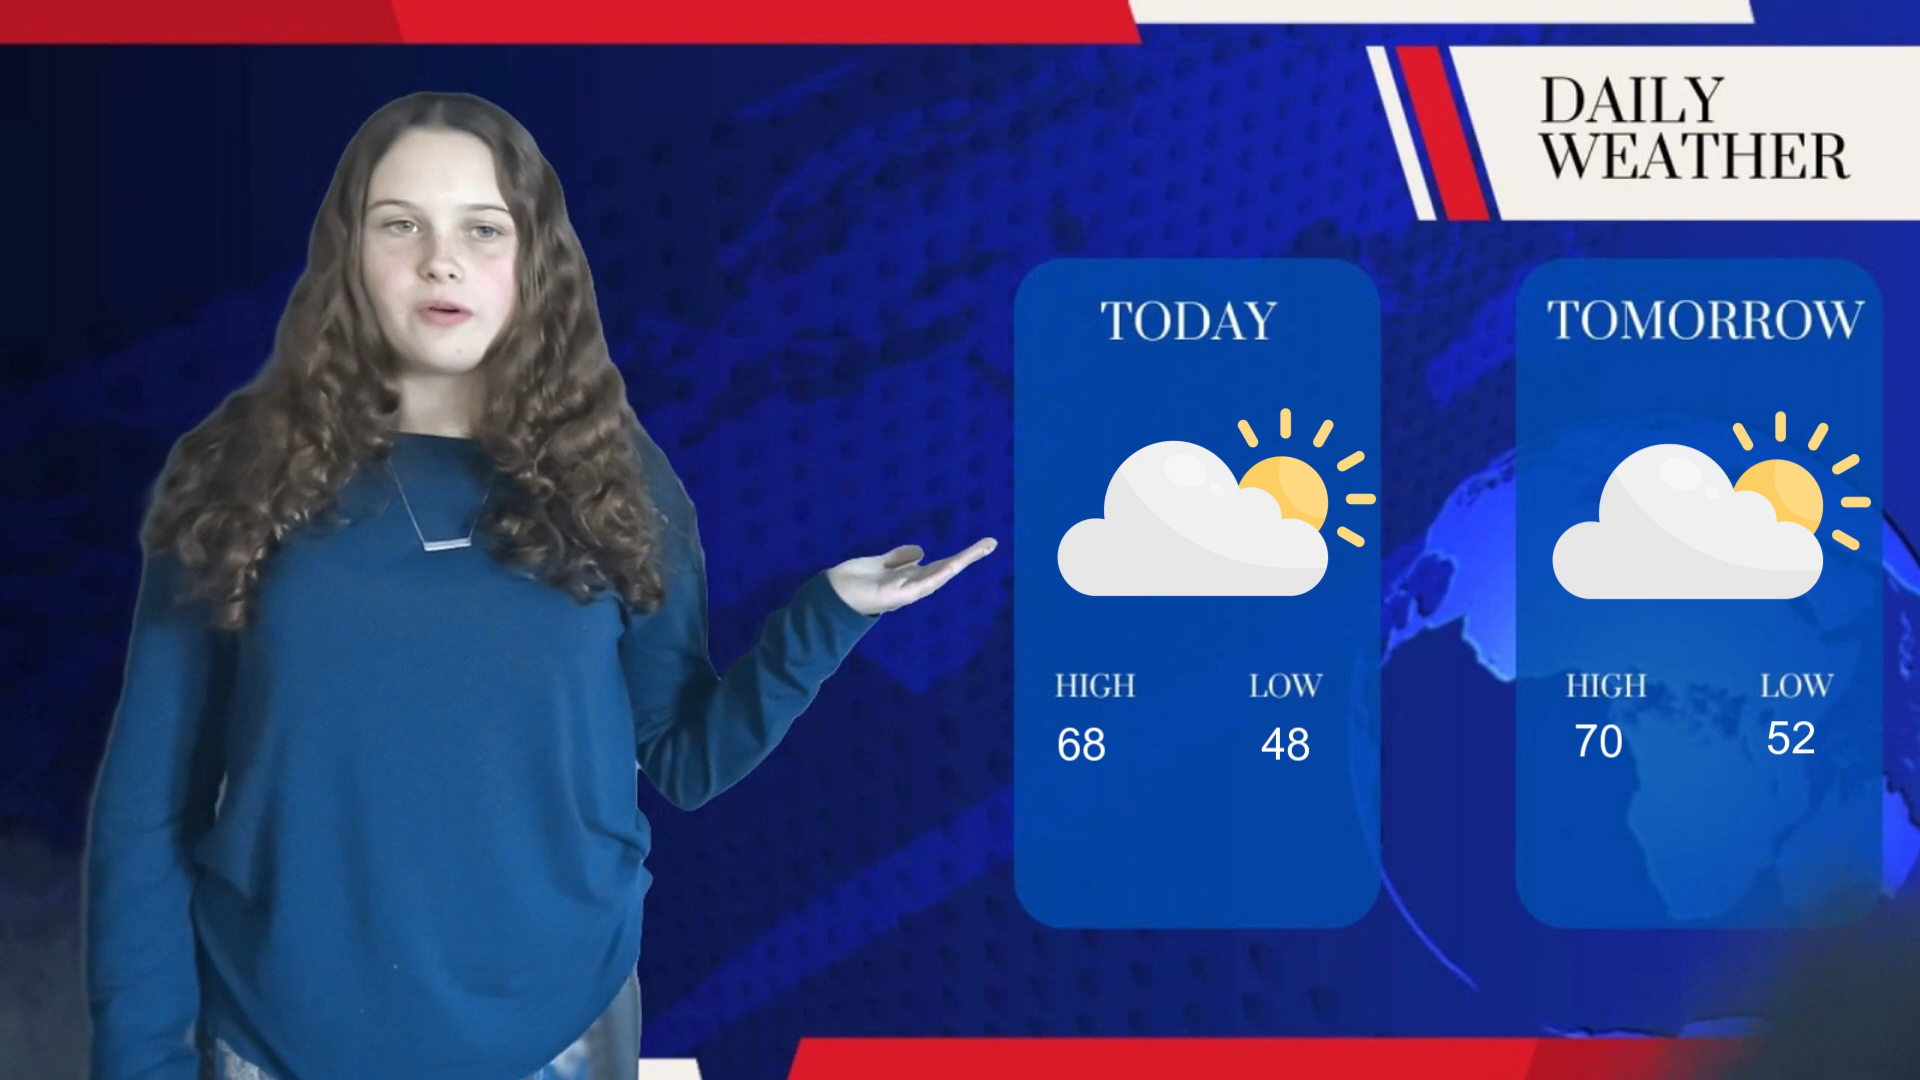 DAILY
WEATHER
TODAY
TOMORROW
HIGH LOW
68 48
HIGH LOW
70 52